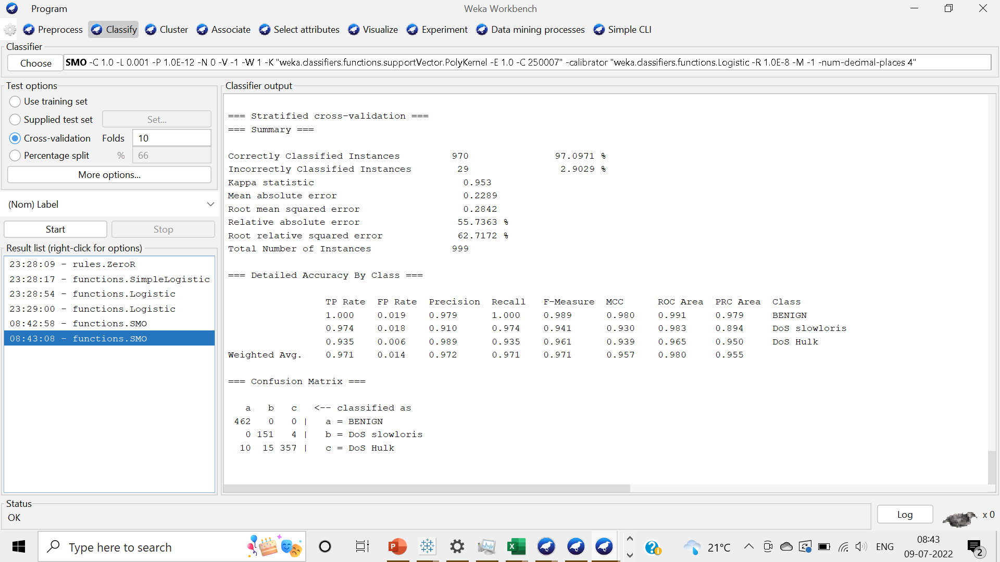 Program
Weka Workbench
Preprocess Classify Cluster Associate Select attributes Visualize Experiment Data mining processes Simple CLI
Classifier
Choose
SMO -C 1.0 -L 0.001 -P 1.0E-12 -N 0 -V -1 -W 1 -K "weka.classifiers.functions.supportVector.PolyKernel -E 1.0 -C 250007" -calibrator "weka.classifiers.functions.Logistic -R 1.0E-8 -M -1 -num-decimal-places 4"
Test options
Use training set
Supplied test set Set...
Cross-validation Folds 10
Percentage split % 66
More options...
(Nom) Label
Start Stop
Result list (right-click for options)
23:28:09 - rules.ZeroR
23:28:17 - functions.SimpleLogistic
23:28:54 - functions.Logistic
23:29:00 - functions.Logistic
08:42:58 - functions.SMO
08:43:08 - functions.SMO
Classifier output
=== Stratified cross-validation ===
=== Summary ===
Correctly Classified Instances 970 97.0971 %
Incorrectly Classified Instances 29 2.9029 %
Kappa statistic 0.953
Mean absolute error 0.2289
Root mean squared error 0.2842
Relative absolute error 55.7363 %
Root relative squared error 62.7172 %
Total Number of Instances 999
=== Detailed Accuracy By Class ===
TP Rate FP Rate Precision Recall F-Measure MCC ROC Area PRC Area Class
1.000 0.019 0.979 1.000 0.989 0.980 0.991 0.979 BENIGN
0.974 0.018 0.910 0.974 0.941 0.930 0.983 0.894 DoS slowloris
0.935 0.006 0.989 0.935 0.961 0.939 0.965 0.950 DoS Hulk
Weighted Avg. 0.971 0.014 0.972 0.971 0.971 0.957 0.980 0.955
=== Confusion Matrix ===
a b c <-- classified as
462 0 0 | a = BENIGN
0 151 4 | b = DoS slowloris
10 15 357 | c = DoS Hulk
Status
OK
Log
x 0
Type here to search
21°C
ENG
08:43
09-07-2022
2